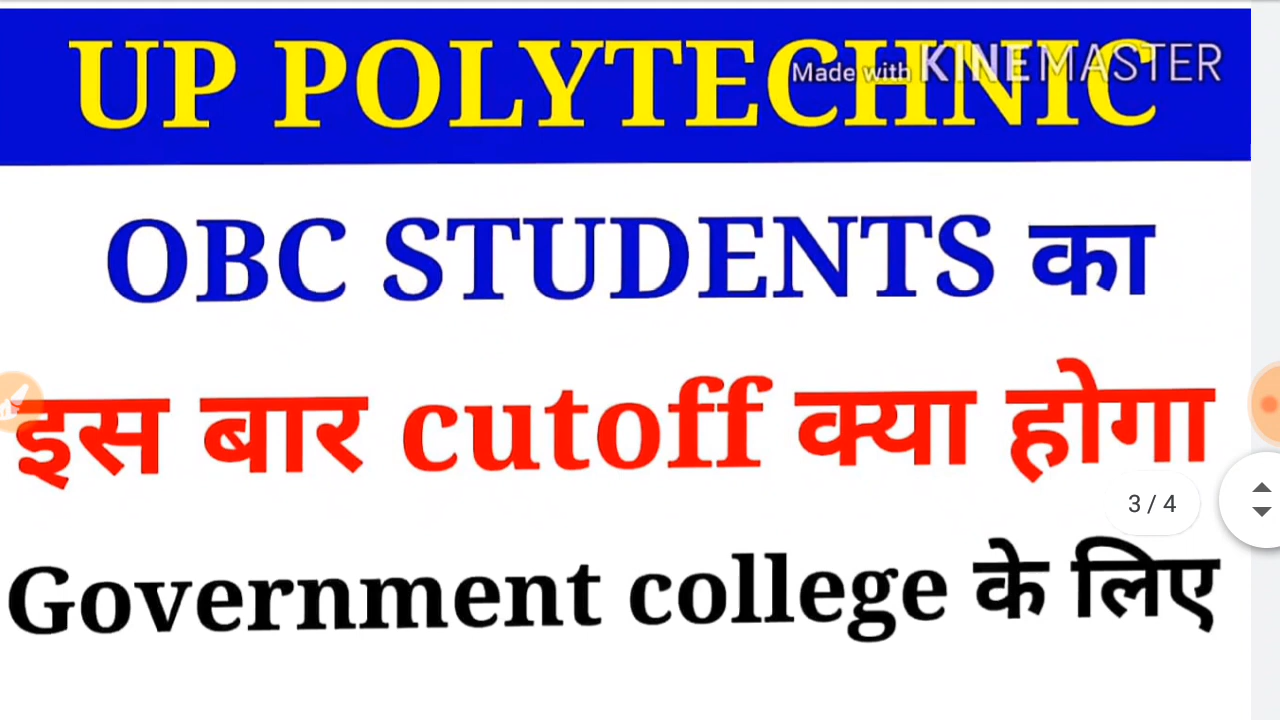 UP POLYTECHNIC
Made with KINEMASTER
OBC STUDENTS का
इस बार cutoff क्या होगा
3 / 4
Government college के लिए